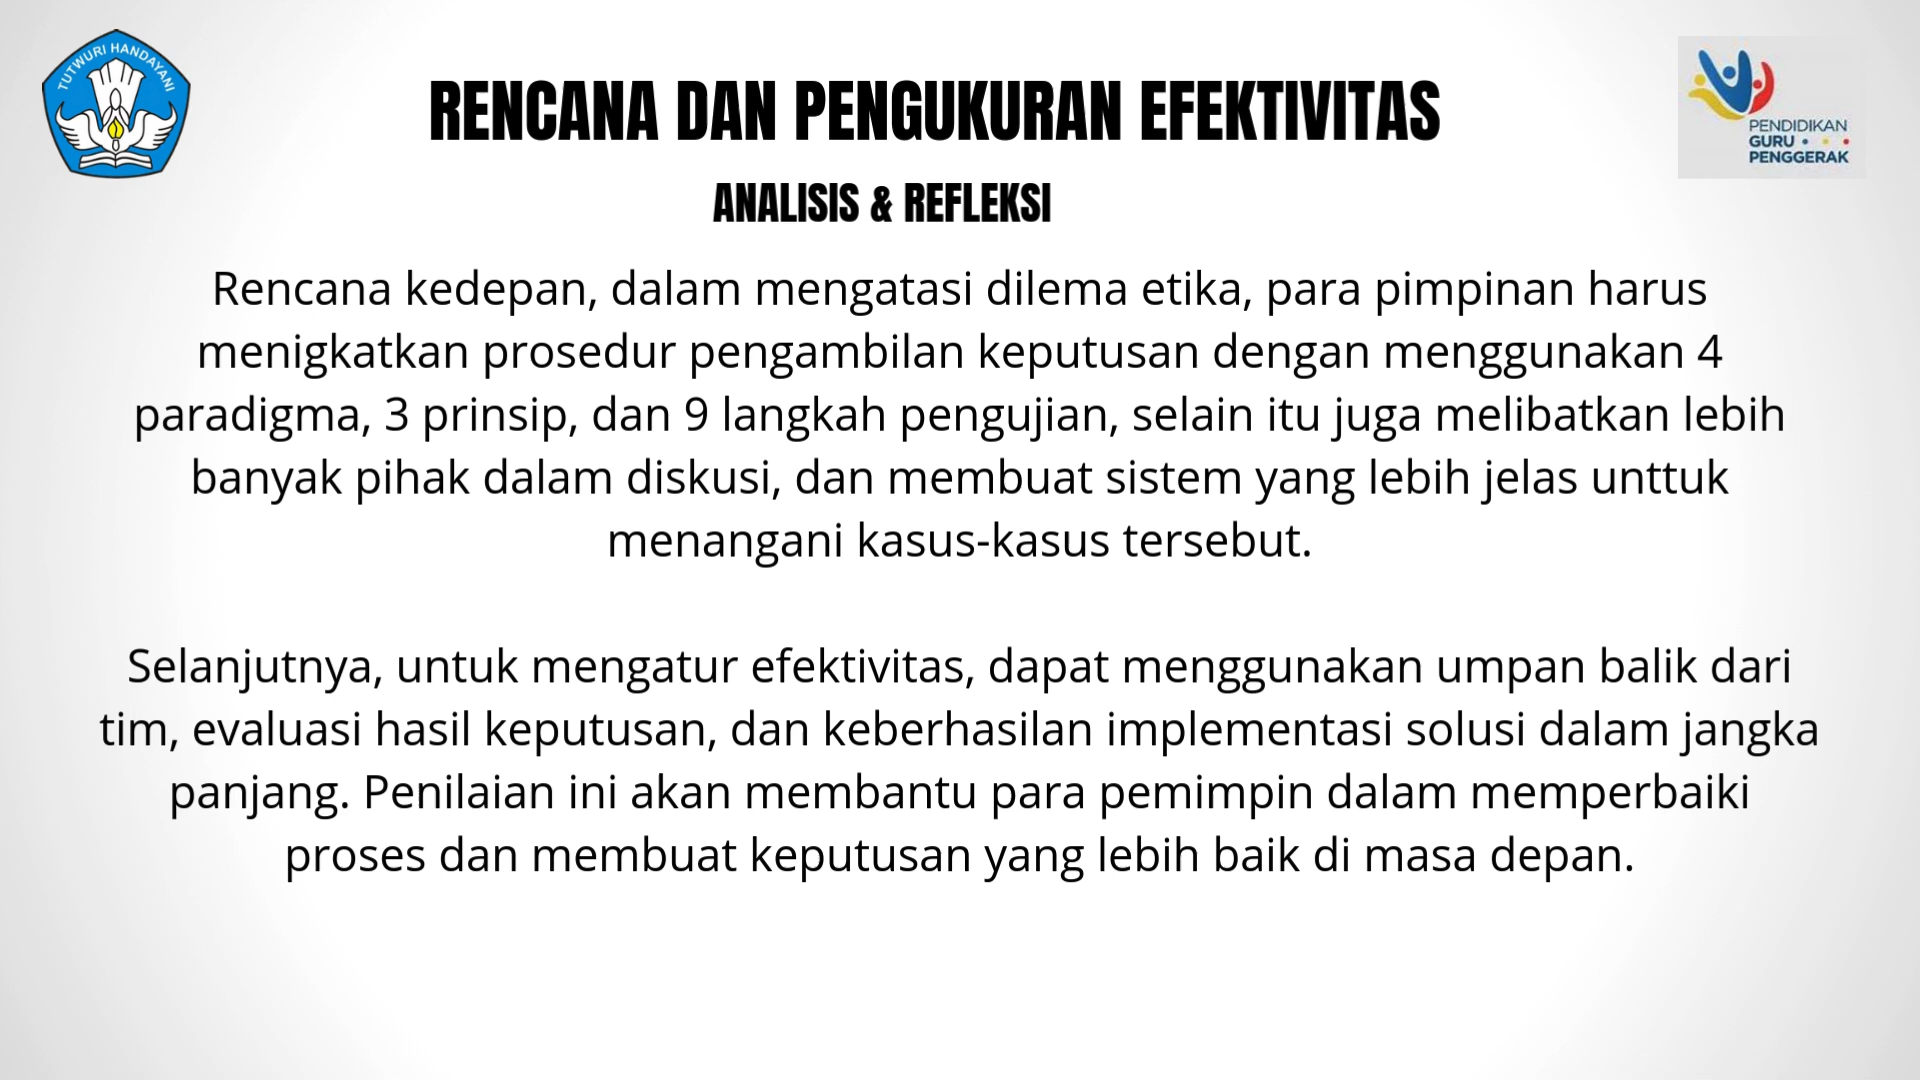 TUTWURI HANDAYANI
RENCANA DAN PENGUKURAN EFEKTIVITAS
PENDIDIKAN
GURU
PENGGERAK
ANALISIS & REFLEKSI
Rencana kedepan, dalam mengatasi dilema etika, para pimpinan harus
menigkatkan prosedur pengambilan keputusan dengan menggunakan 4
paradigma, 3 prinsip, dan 9 langkah pengujian, selain itu juga melibatkan lebih
banyak pihak dalam diskusi, dan membuat sistem yang lebih jelas unttuk
menangani kasus-kasus tersebut.
Selanjutnya, untuk mengatur efektivitas, dapat menggunakan umpan balik dari
tim, evaluasi hasil keputusan, dan keberhasilan implementasi solusi dalam jangka
panjang. Penilaian ini akan membantu para pemimpin dalam memperbaiki
proses dan membuat keputusan yang lebih baik di masa depan.